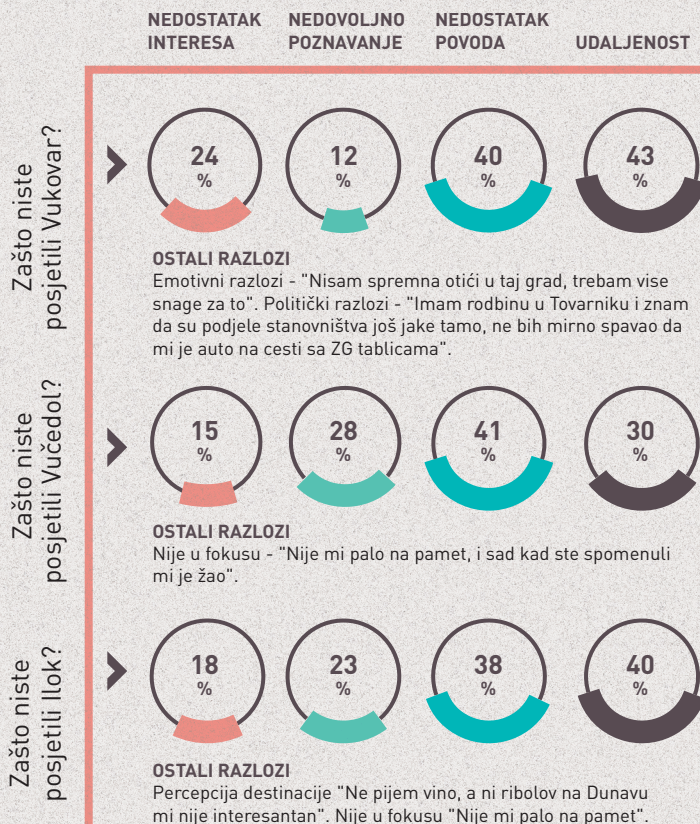 NEDOSTATAK INTERESA
NEDOVOLJNO POZNAVANJE
NEDOSTATAK POVODA
UDALJENOST
Zašto niste
posjetili Vukovar?
24 %
12 %
40 %
43 %
OSTALI RAZLOZI
Emotivni razlozi - "Nisam spremna otići u taj grad, trebam vise
snage za to". Politički razlozi - "Imam rodbinu u Tovarniku i znam
da su podjele stanovništva još jake tamo, ne bih mirno spavao da
mi je auto na cesti sa ZG tablicama".
Zašto niste
posjetili Vučedol?
15 %
28 %
41 %
30 %
OSTALI RAZLOZI
Nije u fokusu - "Nije mi palo na pamet, i sad kad ste spomenuli
mi je žao".
Zašto niste
posjetili Ilok?
18 %
23 %
38 %
40 %
OSTALI RAZLOZI
Percepcija destinacije "Ne pijem vino, a ni ribolov na Dunavu
mi nije interesantan". Nije u fokusu "Nije mi palo na pamet".